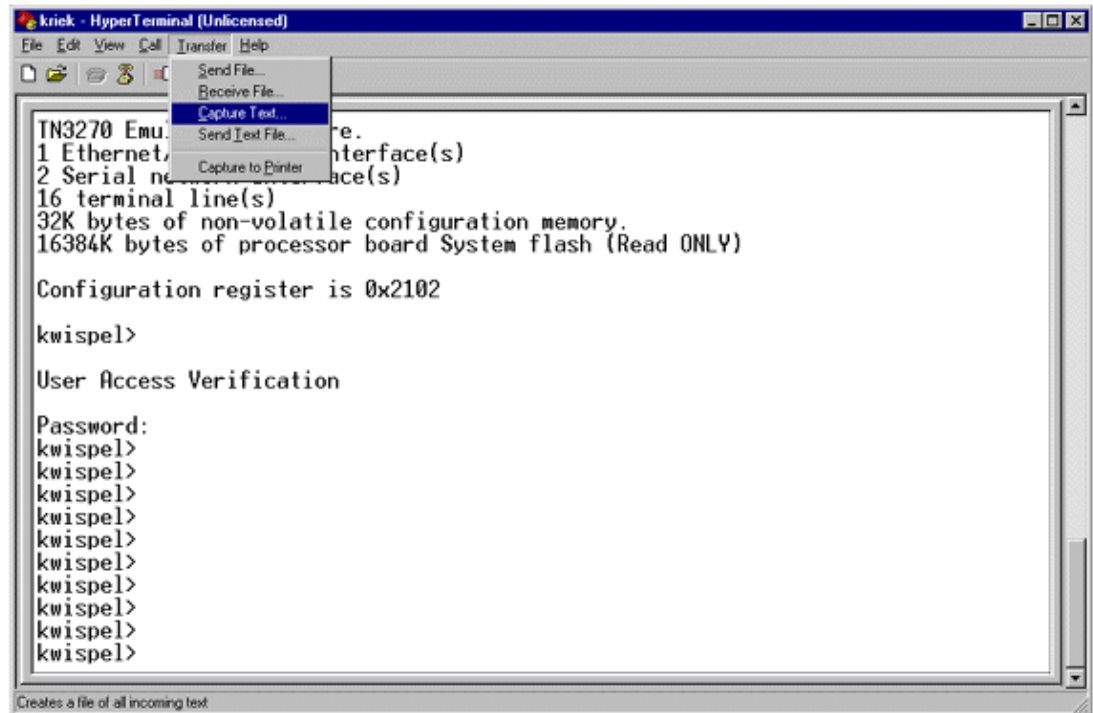 kriek - HyperTerminal (Unlicensed)
File Edit View Call Transfer Help
Send File...
Receive File...
Capture Text...
Send Text File...
Capture to Printer
TN3270 Emu re.
1 Ethernet/ nterface(s)
2 Serial ne ace(s)
16 terminal line(s)
32K bytes of non-volatile configuration memory.
16384K bytes of processor board System flash (Read ONLY)
Configuration register is 0x2102
kwispel>
User Access Verification
Password:
kwispel>
kwispel>
kwispel>
kwispel>
kwispel>
kwispel>
kwispel>
kwispel>
kwispel>
kwispel>
Creates a file of all incoming text